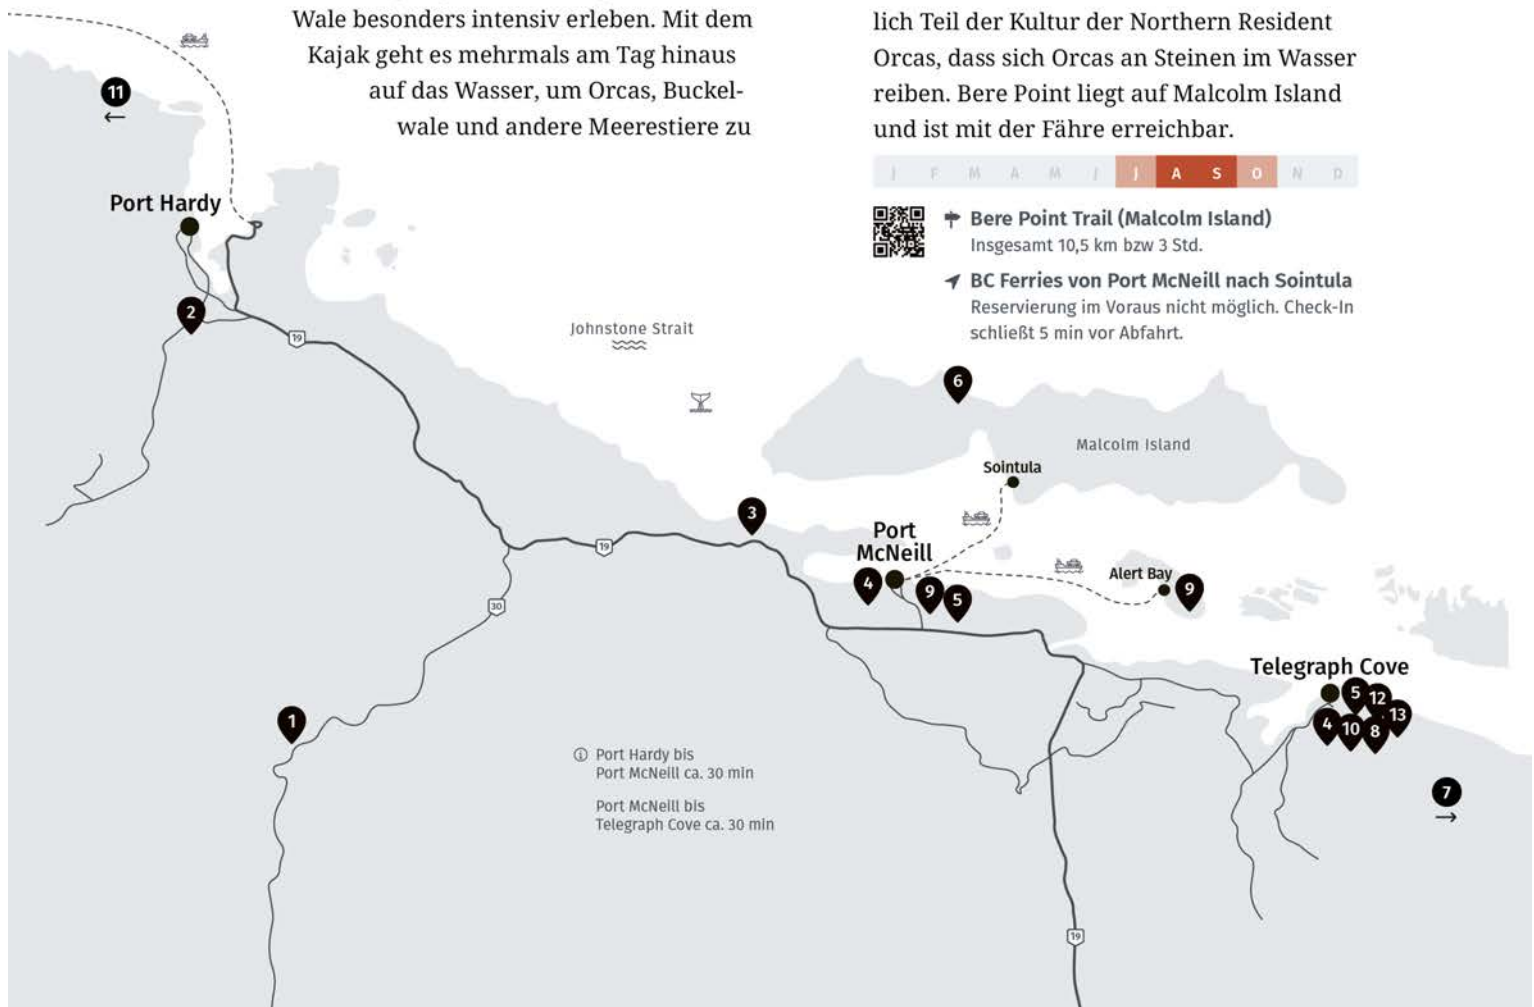 Wale besonders intensiv erleben. Mit dem
Kajak geht es mehrmals am Tag hinaus
auf das Wasser, um Orcas, Buckel-
wale und andere Meerestiere zu
lich Teil der Kultur der Northern Resident
Orcas, dass sich Orcas an Steinen im Wasser
reiben. Bere Point liegt auf Malcolm Island
und ist mit der Fähre erreichbar.
J F M A M J J A S O N D
Bere Point Trail (Malcolm Island)
Insgesamt 10,5 km bzw 3 Std.
BC Ferries von Port McNeill nach Sointula
Reservierung im Voraus nicht möglich. Check-In
schließt 5 min vor Abfahrt.
11
←
Port Hardy
2
19
Johnstone Strait
6
Malcolm Island
Sointula
3
19
Port
McNeill
4
9
5
Alert Bay
9
30
Telegraph Cove
5
12
13
4
10
8
1
Port Hardy bis
Port McNeill ca. 30 min
Port McNeill bis
Telegraph Cove ca. 30 min
7
→
19